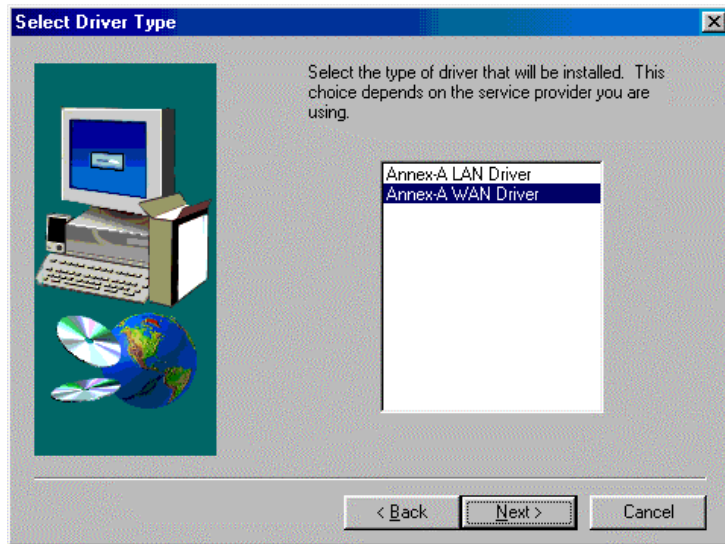 Select Driver Type
Select the type of driver that will be installed. This
choice depends on the service provider you are
using.
Annex-A LAN Driver
Annex-A WAN Driver
< Back
Next >
Cancel